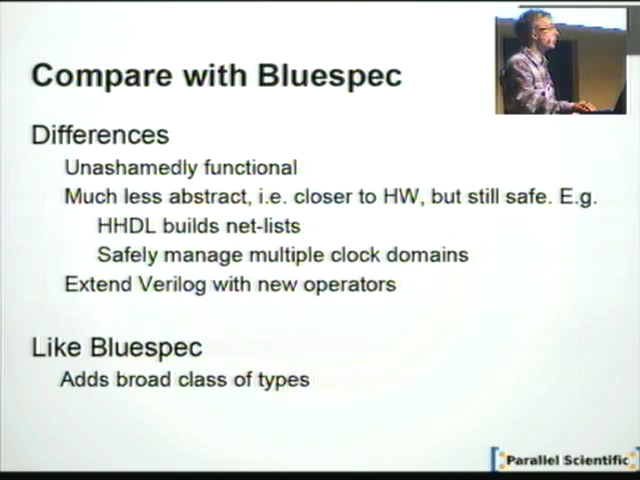 Compare with Bluespec
Differences
Unashamedly functional
Much less abstract, i.e. closer to HW, but still safe. E.g.
HHDL builds net-lists
Safely manage multiple clock domains
Extend Verilog with new operators
Like Bluespec
Adds broad class of types
Parallel Scientific